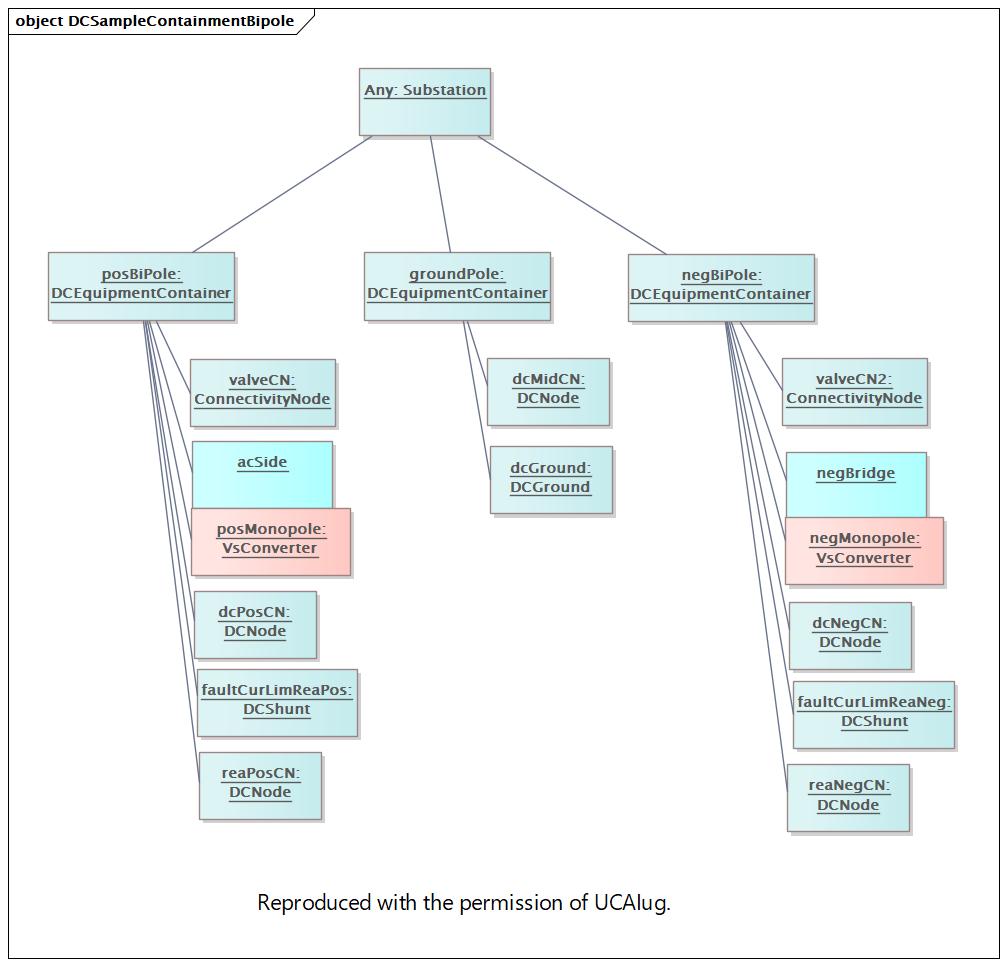 object DCSampleContainmentBipole
Any: Substation
posBiPole:
DCEquipmentContainer
groundPole:
DCEquipmentContainer
negBiPole:
DCEquipmentContainer
valveCN:
ConnectivityNode
acSide
posMonopole:
VsConverter
dcPosCN:
DCNode
faultCurLimReaPos:
DCShunt
reaPosCN:
DCNode
dcMidCN:
DCNode
dcGround:
DCGround
valveCN2:
ConnectivityNode
negBridge
negMonopole:
VsConverter
dcNegCN:
DCNode
faultCurLimReaNeg:
DCShunt
reaNegCN:
DCNode
Reproduced with the permission of UCAIug.